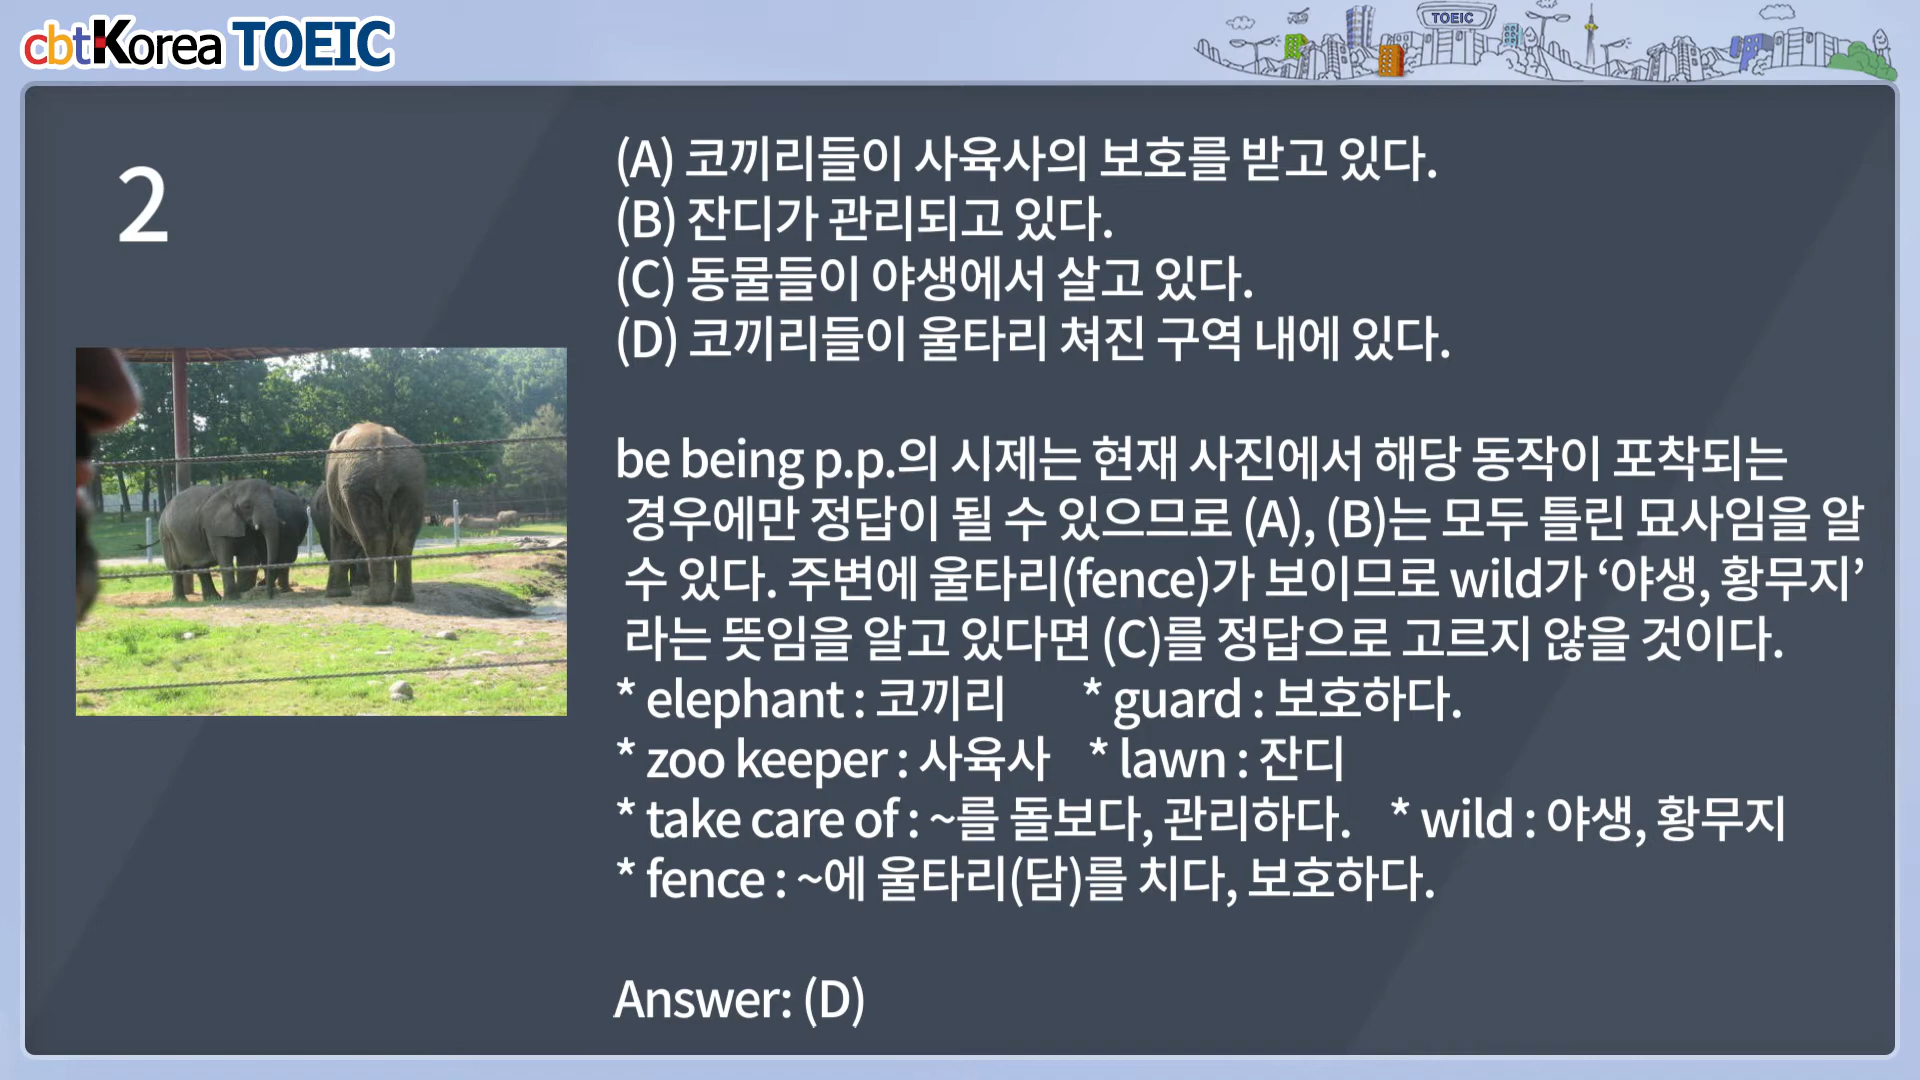 cbtKorea TOEIC
TOEIC
2
(A) 코끼리들이 사육사의 보호를 받고 있다.
(B) 잔디가 관리되고 있다.
(C) 동물들이 야생에서 살고 있다.
(D) 코끼리들이 울타리 쳐진 구역 내에 있다.
be being p.p.의 시제는 현재 사진에서 해당 동작이 포착되는
경우에만 정답이 될 수 있으므로 (A), (B)는 모두 틀린 묘사임을 알
수 있다. 주변에 울타리(fence)가 보이므로 wild가 ‘야생, 황무지’
라는 뜻임을 알고 있다면 (C)를 정답으로 고르지 않을 것이다.
* elephant : 코끼리 * guard : 보호하다.
* zoo keeper : 사육사 * lawn : 잔디
* take care of : ~를 돌보다, 관리하다. * wild : 야생, 황무지
* fence : ~에 울타리(담)를 치다, 보호하다.
Answer: (D)